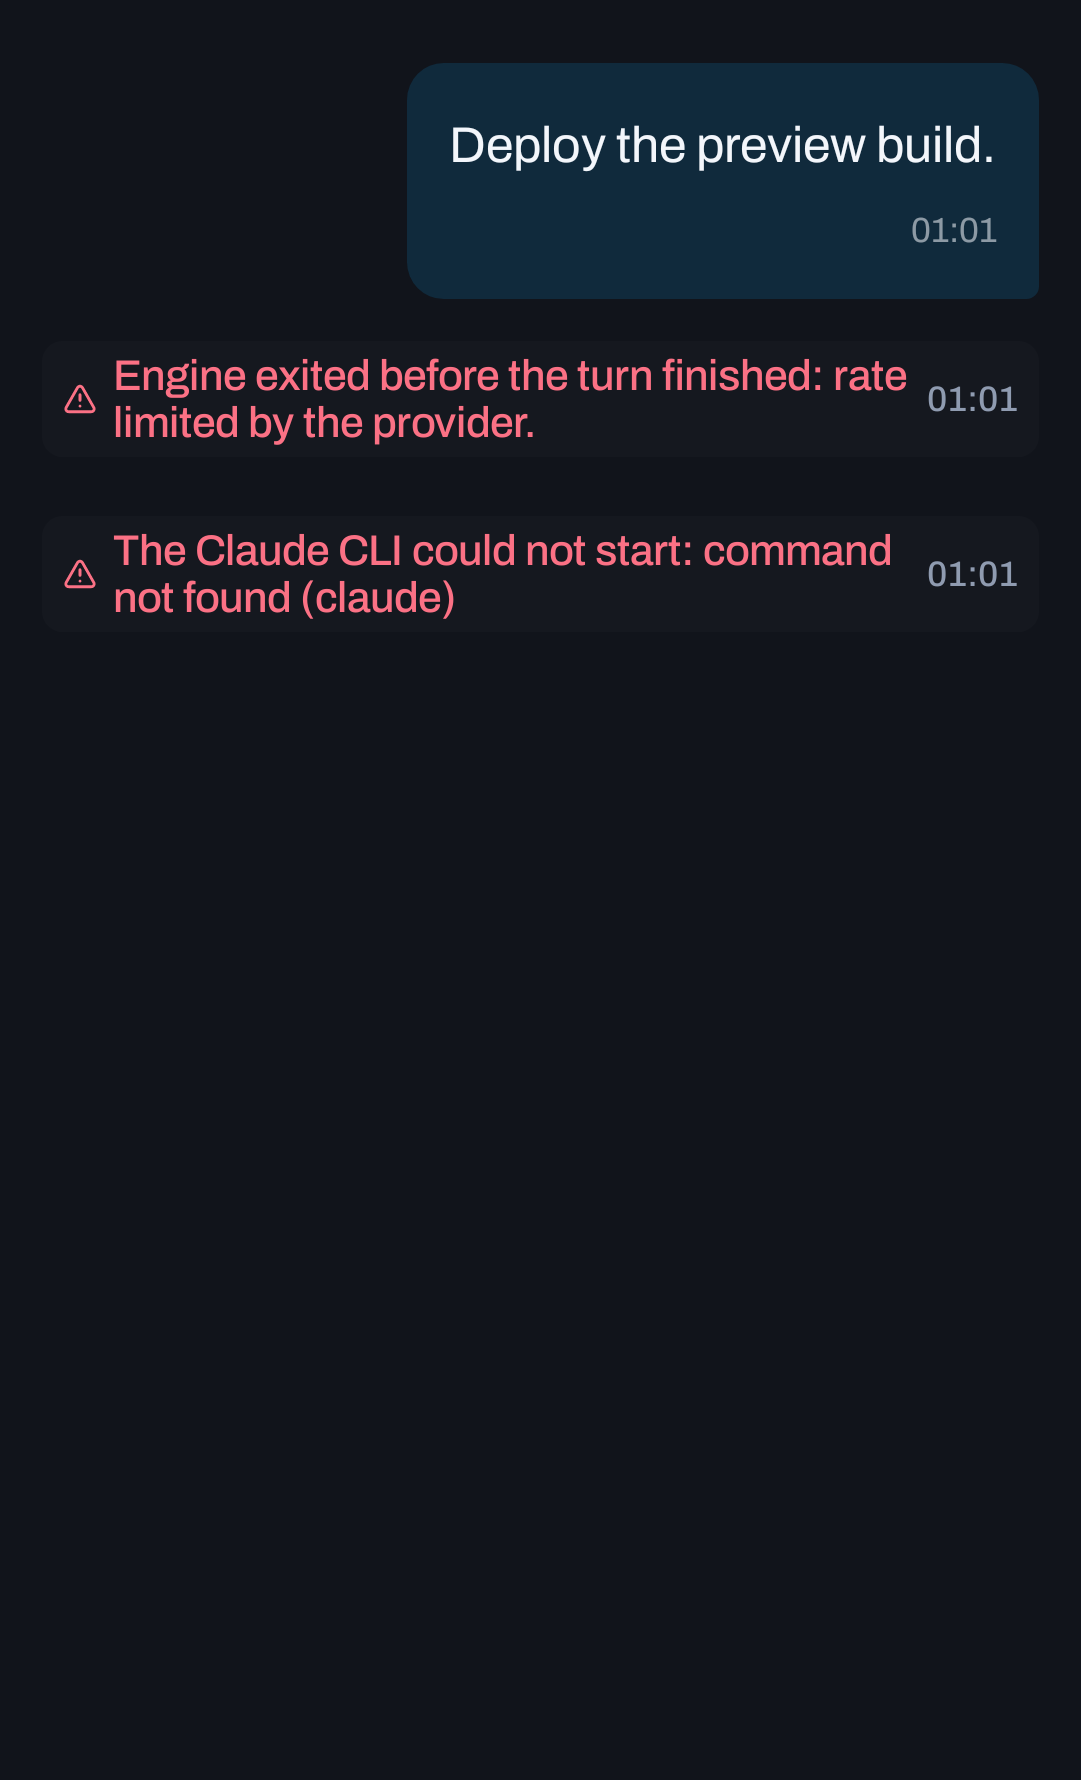 Deploy the preview build.
01:01
Engine exited before the turn finished: rate
limited by the provider.
01:01
The Claude CLI could not start: command
not found (claude)
01:01